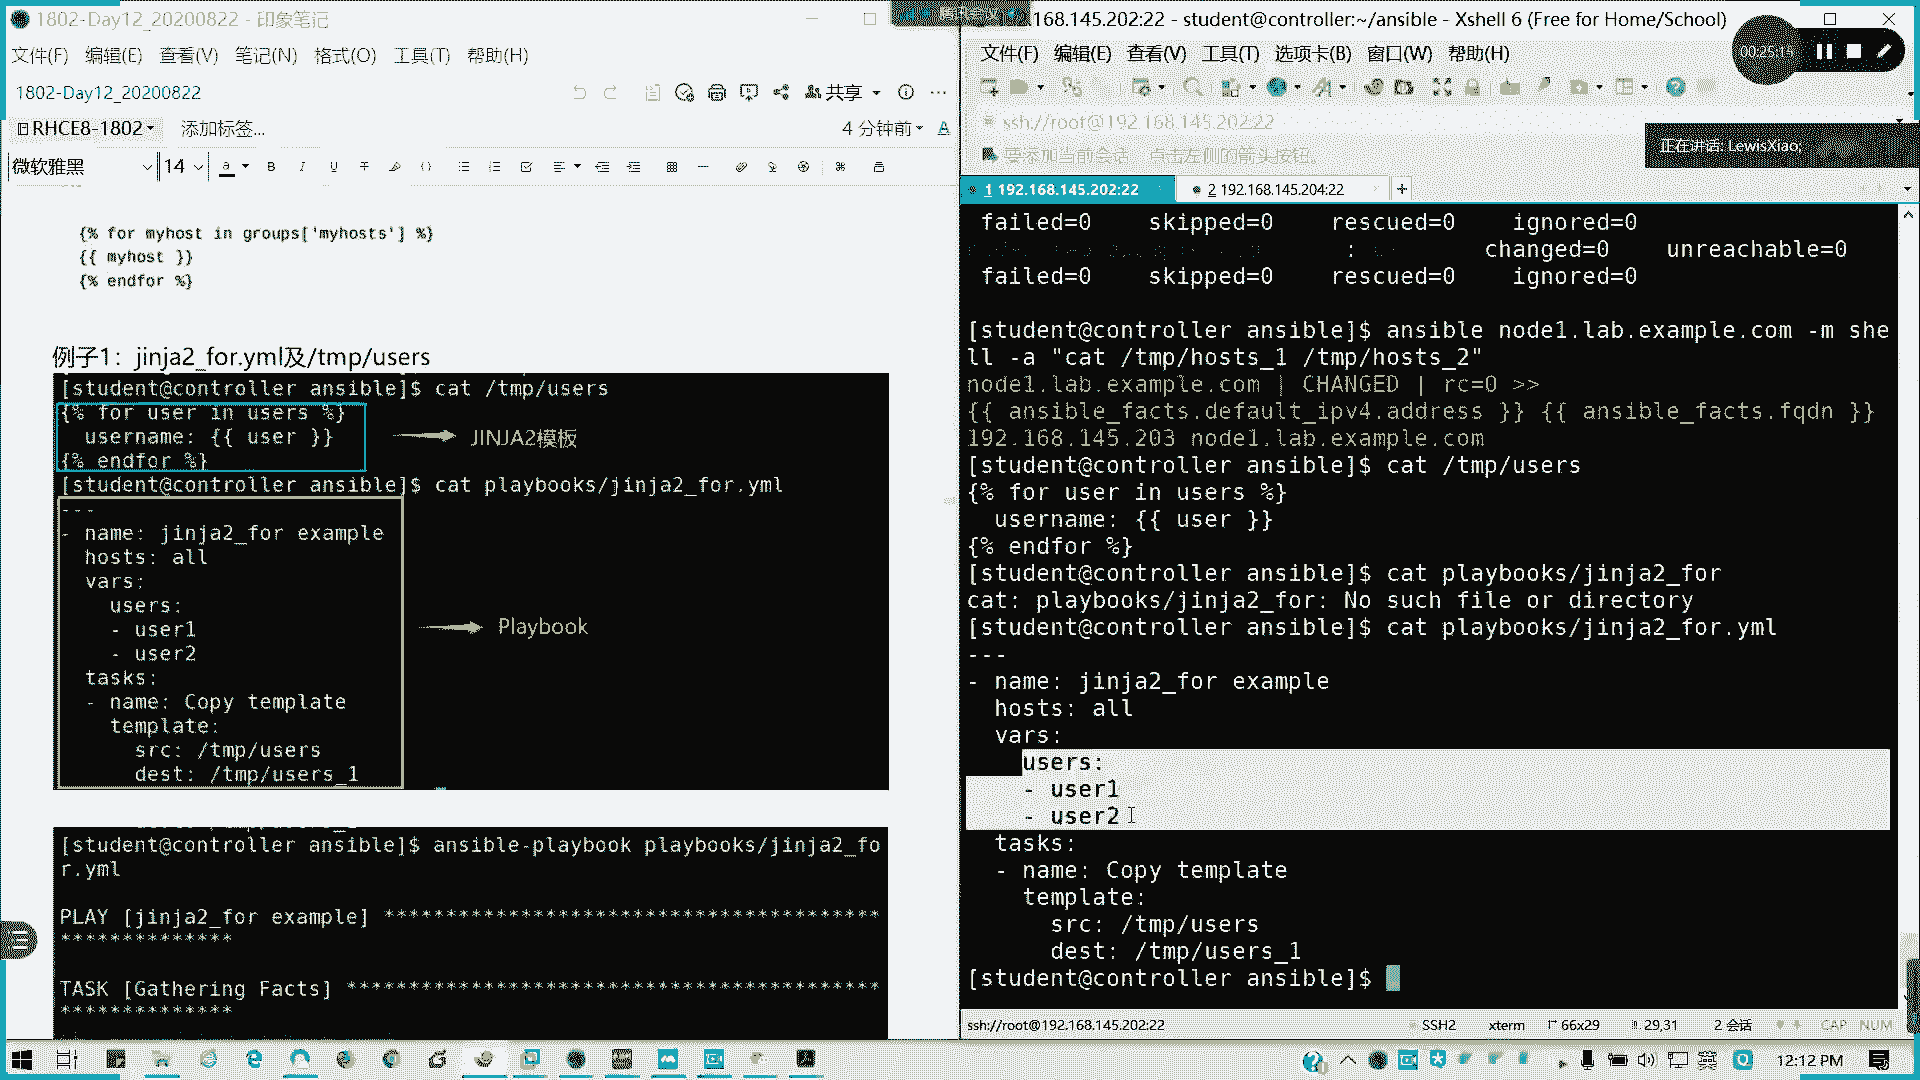 1802-Day12_20200822 - 印象笔记
文件(F) 编辑(E) 查看(V) 笔记(N) 格式(O) 工具(T) 帮助(H)
1802-Day12_20200822
共享
RHCE8-1802
添加标签...
4 分钟前
微软雅黑 14
{% for myhost in groups['myhosts'] %}
{{ myhost }}
{% endfor %}
例子1：jinja2_for.yml及/tmp/users
[student@controller ansible]$ cat /tmp/users
{% for user in users %}
username: {{ user }}
{% endfor %}
JINJA2模板
[student@controller ansible]$ cat playbooks/jinja2_for.yml
---
- name: jinja2_for example
hosts: all
vars:
users:
- user1
- user2
tasks:
- name: Copy template
template:
src: /tmp/users
dest: /tmp/users_1
Playbook
[student@controller ansible]$ ansible-playbook playbooks/jinja2_fo
r.yml
PLAY [jinja2_for example] ****************************************
**************
TASK [Gathering Facts] *******************************************
**************
168.145.202:22 - student@controller:~/ansible - Xshell 6 (Free for Home/School)
文件(F) 编辑(E) 查看(V) 工具(T) 选项卡(B) 窗口(W) 帮助(H)
00:25:14
ssh://root@192.168.145.202:22
要添加当前会话，点击左侧的箭头按钮。
正在讲话: LewisXiao;
1 192.168.145.202:22
2 192.168.145.204:22
failed=0 skipped=0 rescued=0 ignored=0
: changed=0 unreachable=0
failed=0 skipped=0 rescued=0 ignored=0
[student@controller ansible]$ ansible node1.lab.example.com -m she
ll -a "cat /tmp/hosts_1 /tmp/hosts_2"
node1.lab.example.com | CHANGED | rc=0 >>
{{ ansible_facts.default_ipv4.address }} {{ ansible_facts.fqdn }}
192.168.145.203 node1.lab.example.com
[student@controller ansible]$ cat /tmp/users
{% for user in users %}
username: {{ user }}
{% endfor %}
[student@controller ansible]$ cat playbooks/jinja2_for
cat: playbooks/jinja2_for: No such file or directory
[student@controller ansible]$ cat playbooks/jinja2_for.yml
---
- name: jinja2_for example
hosts: all
vars:
users:
- user1
- user2
tasks:
- name: Copy template
template:
src: /tmp/users
dest: /tmp/users_1
[student@controller ansible]$
ssh://root@192.168.145.202:22 SSH2 xterm 66x29 29,31 2 会话 CAP NUM
英 12:12 PM